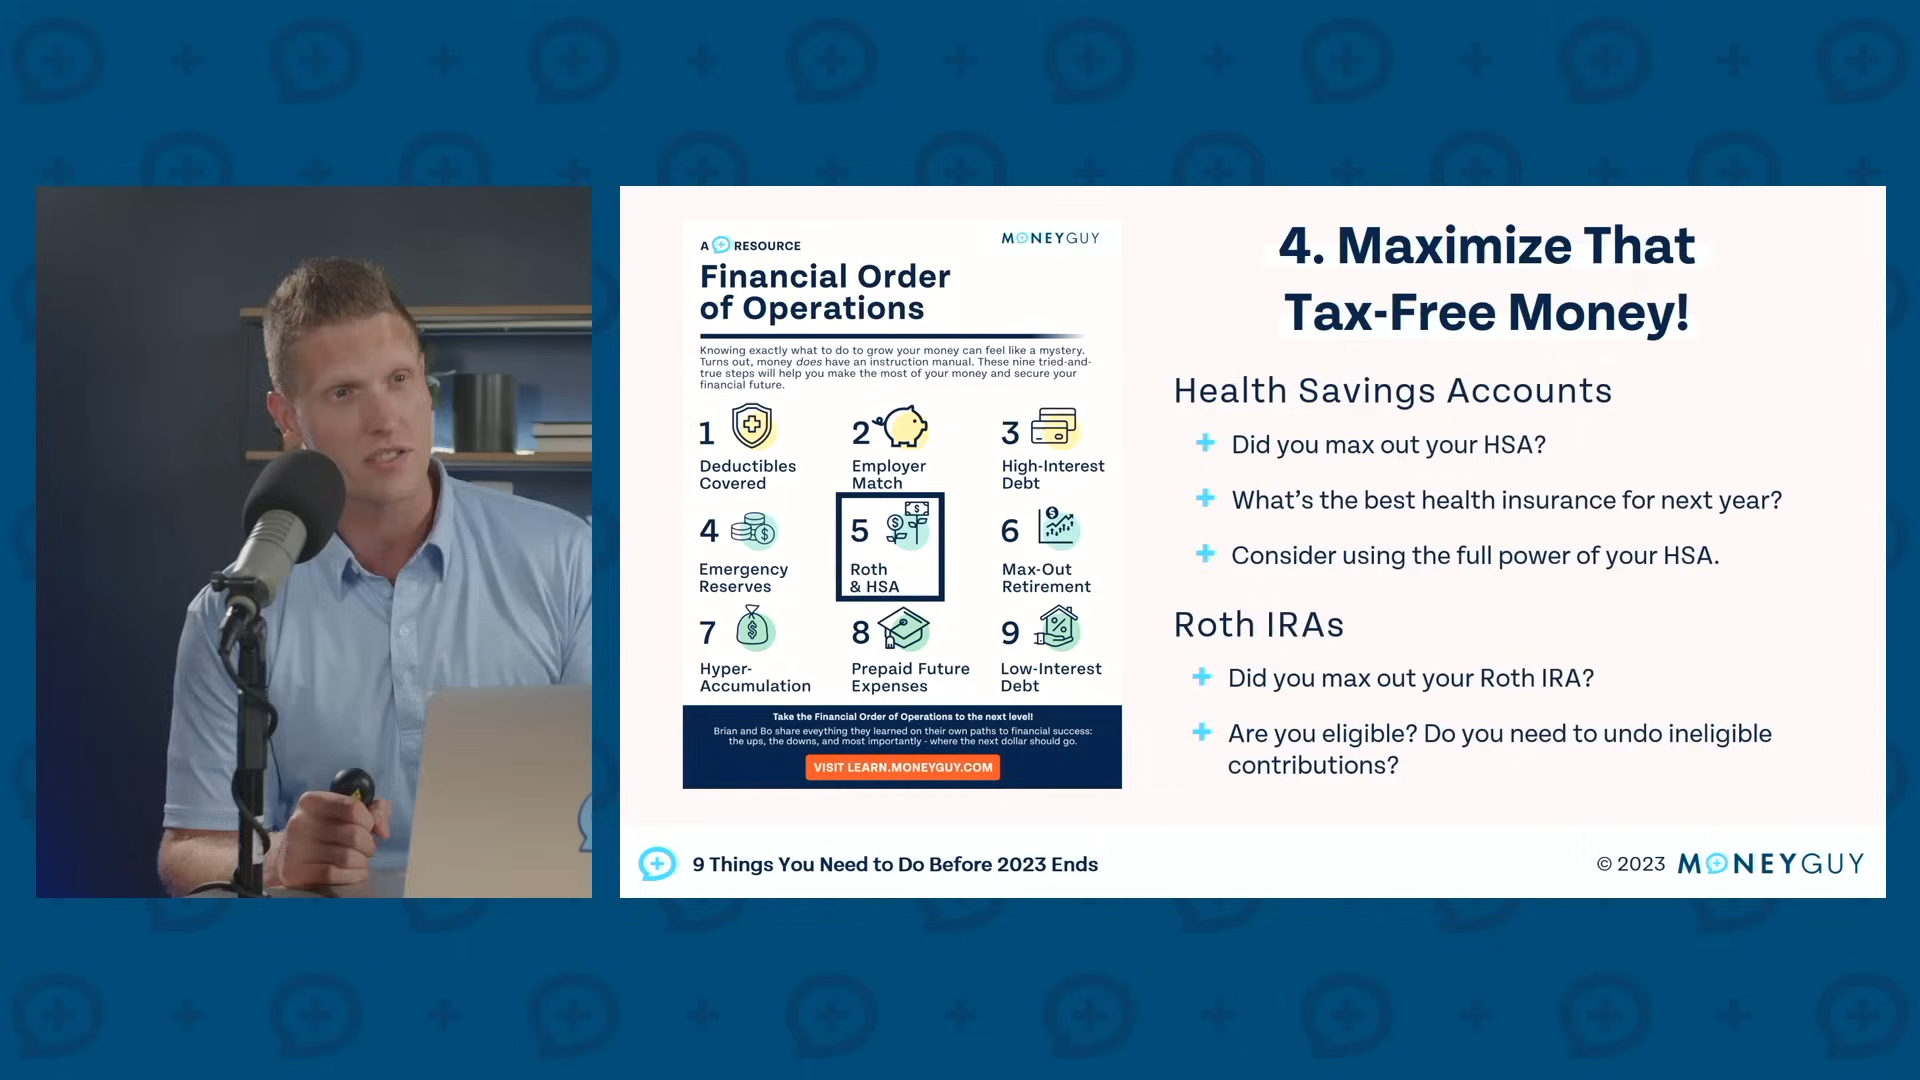 A RESOURCE
MONEYGUY
Financial Order
of Operations
Knowing exactly what to do to grow your money can feel like a mystery.
Turns out, money does have an instruction manual. These nine tried-and-
true steps will help you make the most of your money and secure your
financial future.
1
Deductibles
Covered
2
Employer
Match
3
High-Interest
Debt
4
Emergency
Reserves
5
Roth
& HSA
6
Max-Out
Retirement
7
Hyper-
Accumulation
8
Prepaid Future
Expenses
9
Low-Interest
Debt
Take the Financial Order of Operations to the next level!
Brian and Bo share eveything they learned on their own paths to financial success:
the ups, the downs, and most importantly - where the next dollar should go.
VISIT LEARN.MONEYGUY.COM
4. Maximize That
Tax-Free Money!
Health Savings Accounts
Did you max out your HSA?
What's the best health insurance for next year?
Consider using the full power of your HSA.
Roth IRAs
Did you max out your Roth IRA?
Are you eligible? Do you need to undo ineligible
contributions?
9 Things You Need to Do Before 2023 Ends
© 2023 MONEYGUY